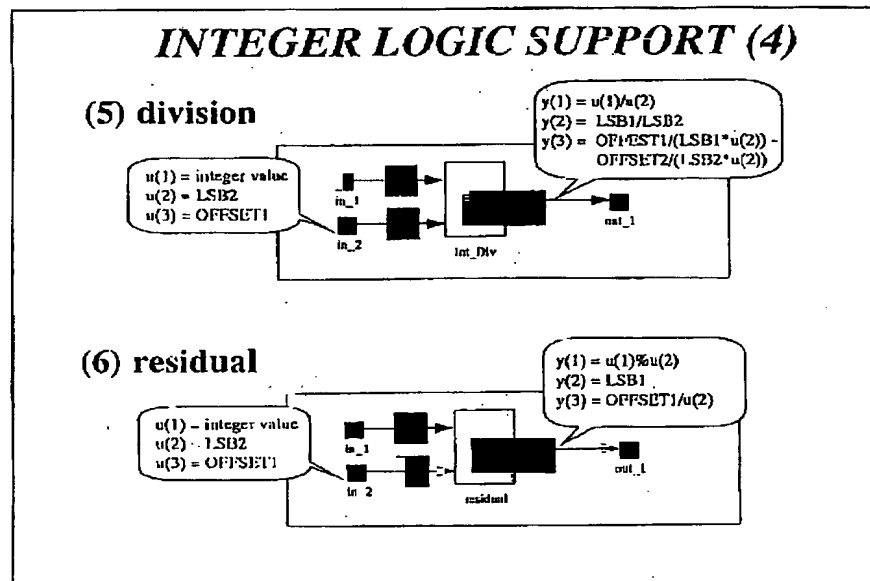 INTEGER LOGIC SUPPORT (4)
(5) division
y(1) = u(1)/u(2)
y(2) = LSB1/LSB2
y(3) = OFFEST1/(LSB1*u(2)) -
OFFSET2/(LSB2*u(2))
u(1) = integer value
u(2) = LSB2
u(3) = OFFSET1
in_1
in_2
Int_Div
out_1
(6) residual
y(1) = u(1)%u(2)
y(2) = LSB1
y(3) = OFFSET1/u(2)
u(1) = integer value
u(2) - LSB2
u(3) = OFFSET1
in_1
in_2
residual
out_1